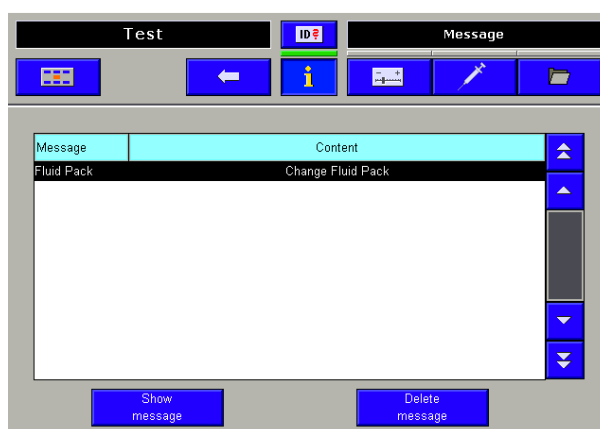 Test
ID?
Message
i
- +
Message Content
Fluid Pack Change Fluid Pack
Show
message
Delete
message